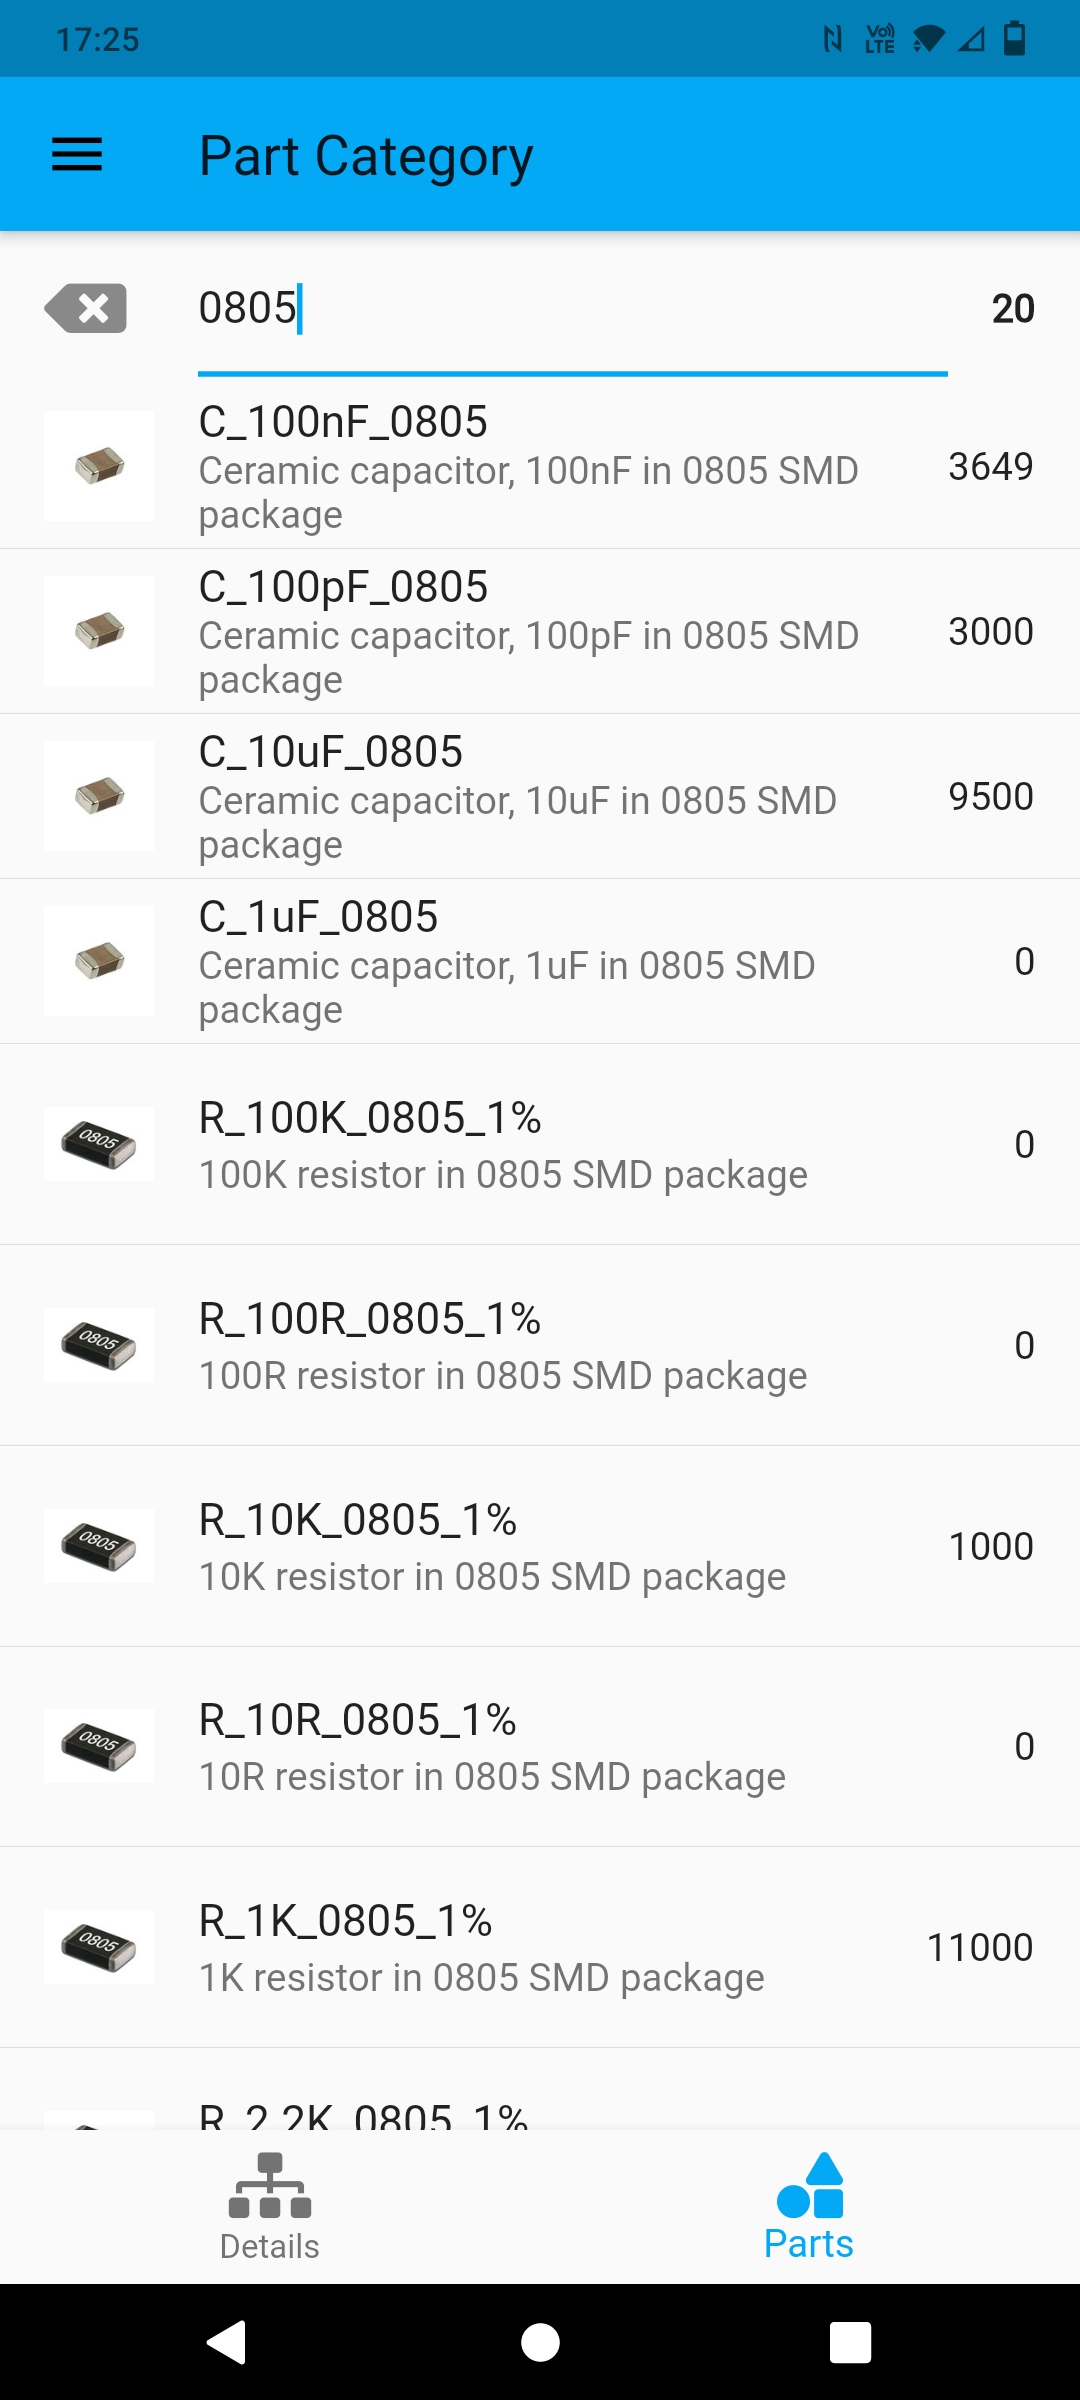 17:25
Vo) LTE
Part Category
0805
20
C_100nF_0805
Ceramic capacitor, 100nF in 0805 SMD
package
3649
C_100pF_0805
Ceramic capacitor, 100pF in 0805 SMD
package
3000
C_10uF_0805
Ceramic capacitor, 10uF in 0805 SMD
package
9500
C_1uF_0805
Ceramic capacitor, 1uF in 0805 SMD
package
0
0805
R_100K_0805_1%
100K resistor in 0805 SMD package
0
0805
R_100R_0805_1%
100R resistor in 0805 SMD package
0
0805
R_10K_0805_1%
10K resistor in 0805 SMD package
1000
0805
R_10R_0805_1%
10R resistor in 0805 SMD package
0
0805
R_1K_0805_1%
1K resistor in 0805 SMD package
11000
R_2.2K_0805_1%
Details
Parts